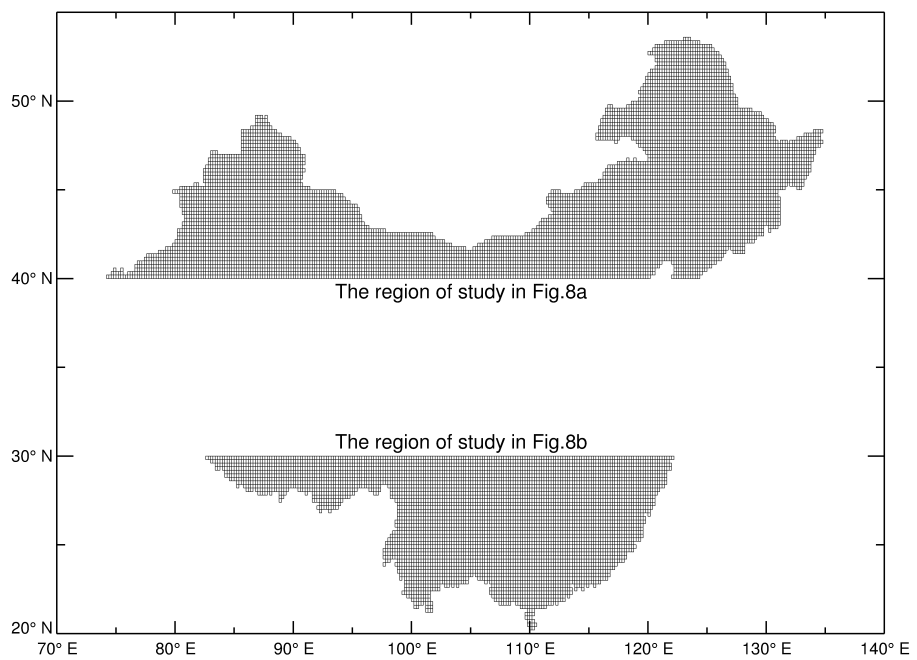 50° N
40° N
The region of study in Fig.8a
The region of study in Fig.8b
30° N
20° N
70° E 80° E 90° E 100° E 110° E 120° E 130° E 140° E